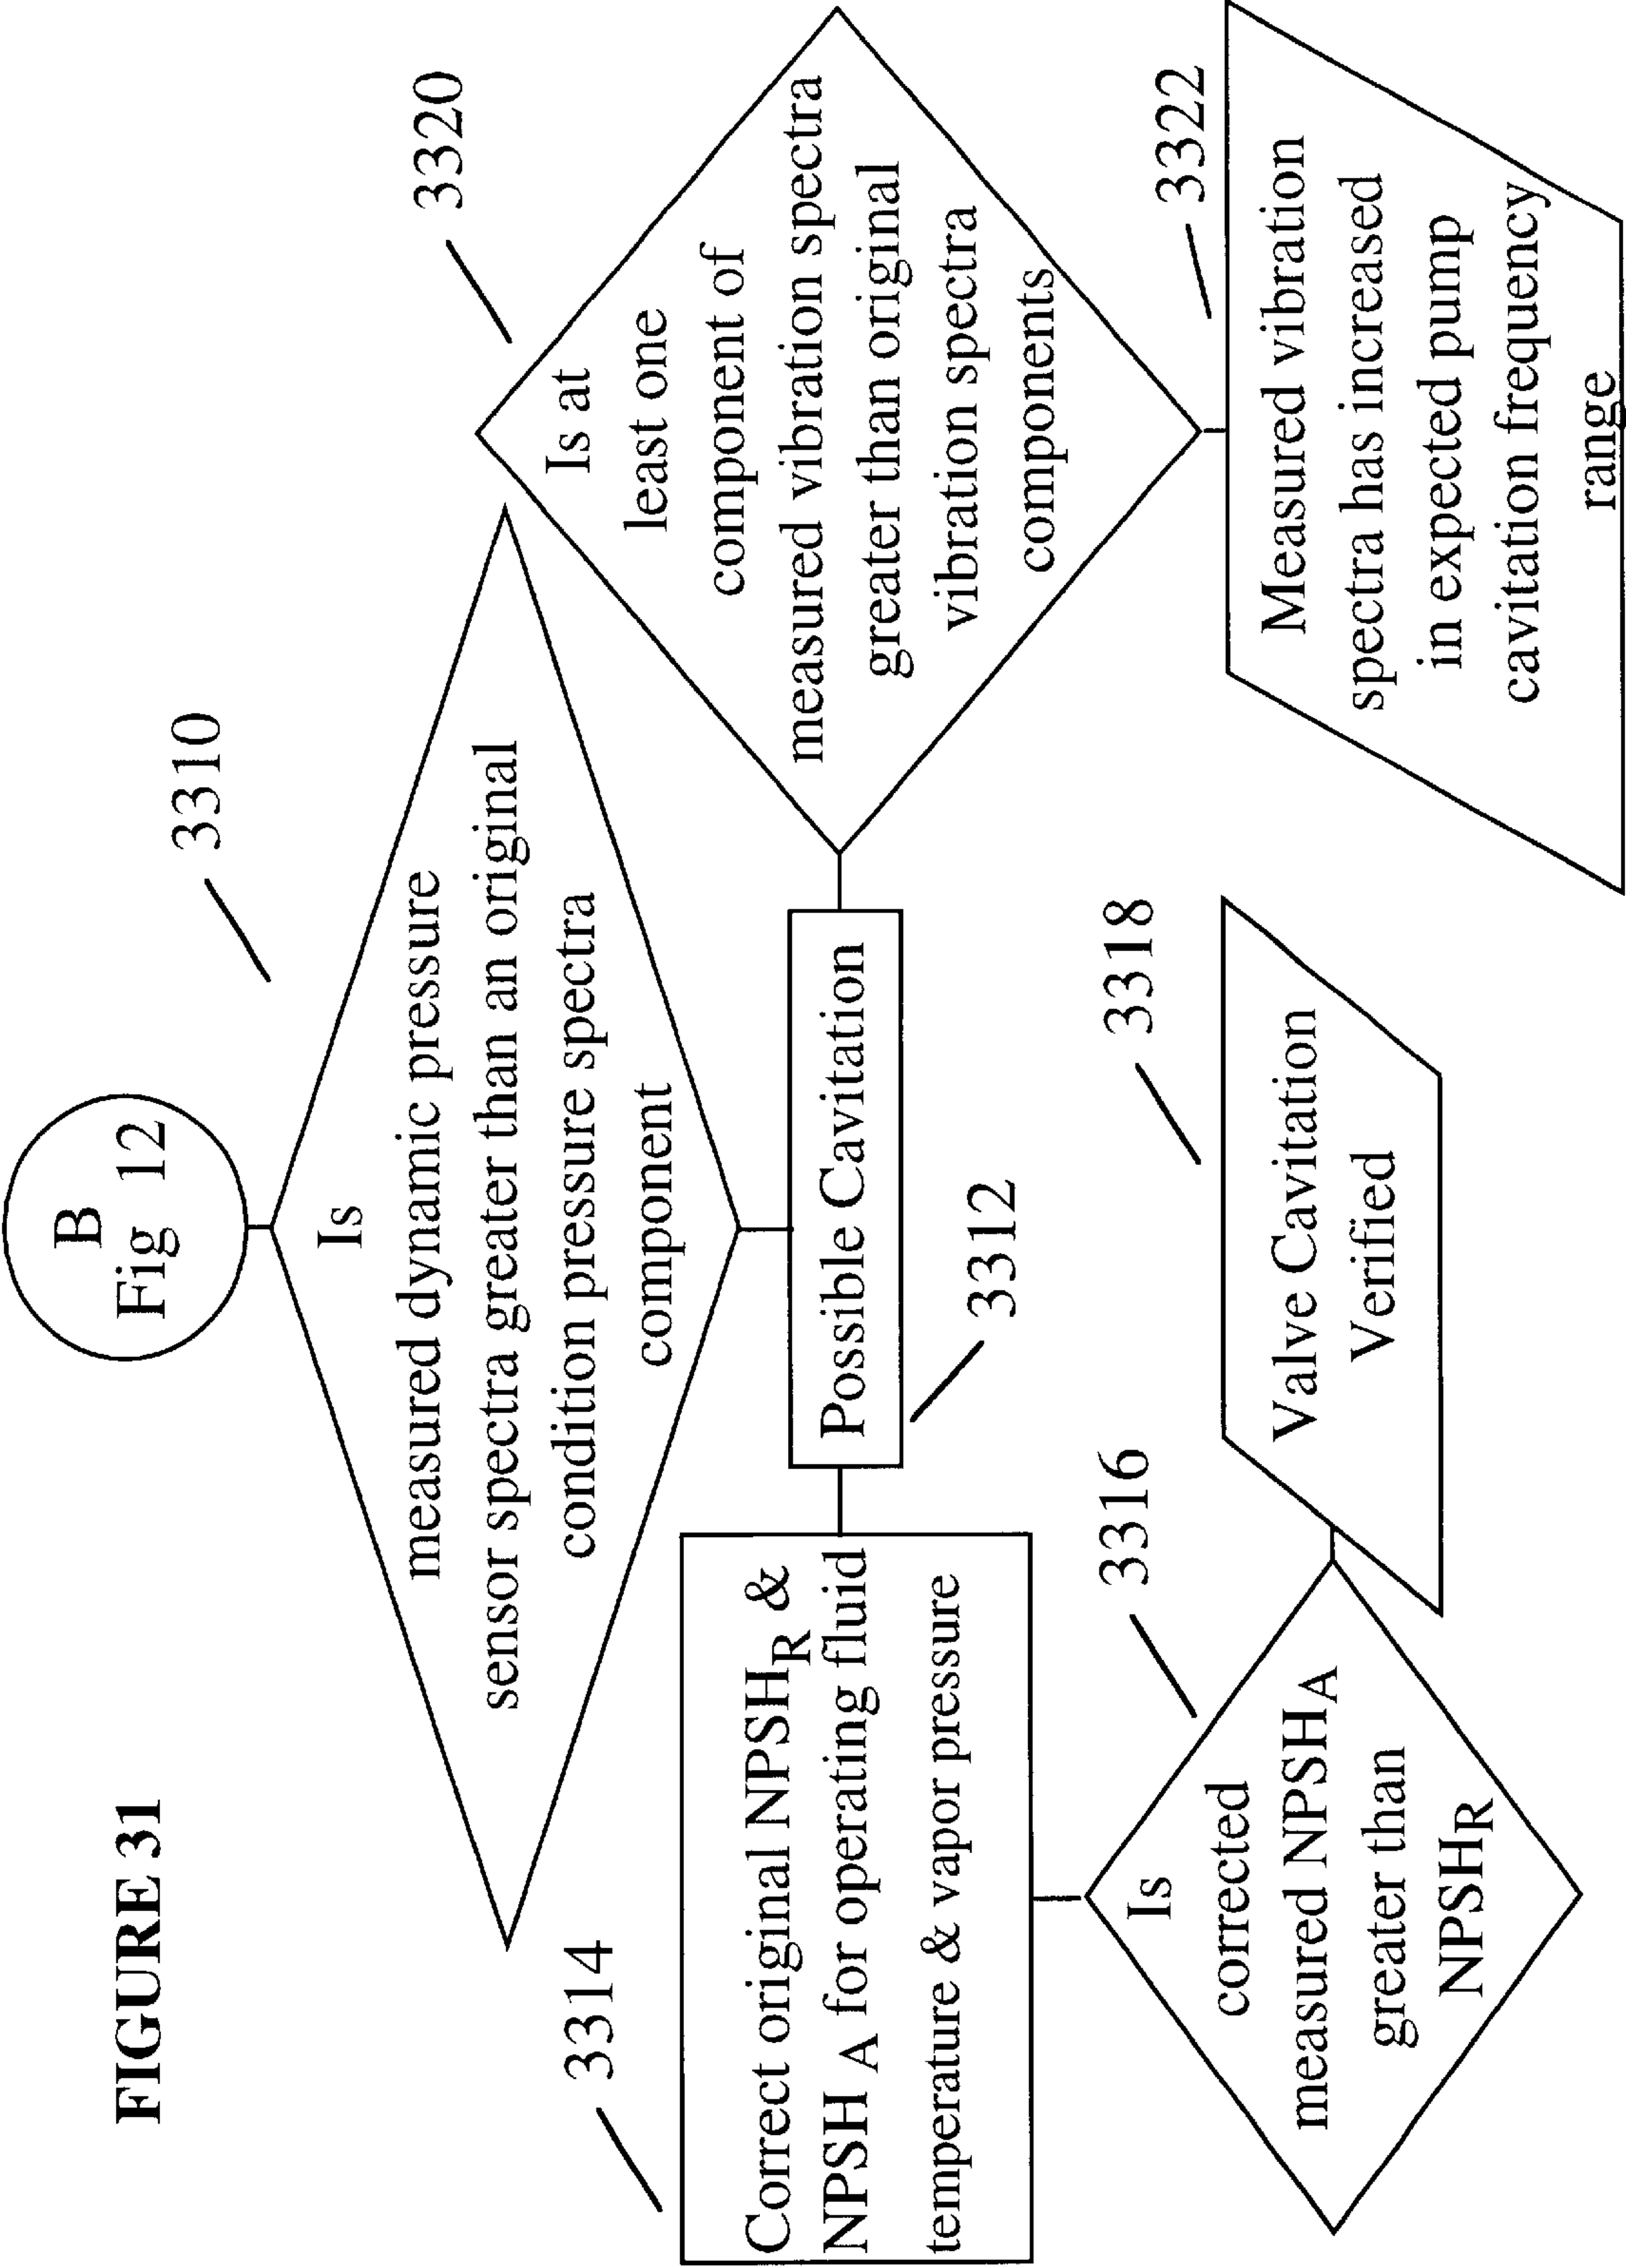 FIGURE 31
B
Fig 12
3310
Is
measured dynamic pressure
sensor spectra greater than an original
condition pressure spectra
component
3314
Correct original NPSHR &
NPSH A for operating fluid
temperature & vapor pressure
Possible Cavitation
3312
3320
Is at
least one
component of
measured vibration spectra
greater than original
vibration spectra
components
3316
Is
corrected
measured NPSHA
greater than
NPSHR
3318
Valve Cavitation
Verified
3322
Measured vibration
spectra has increased
in expected pump
cavitation frequency
range